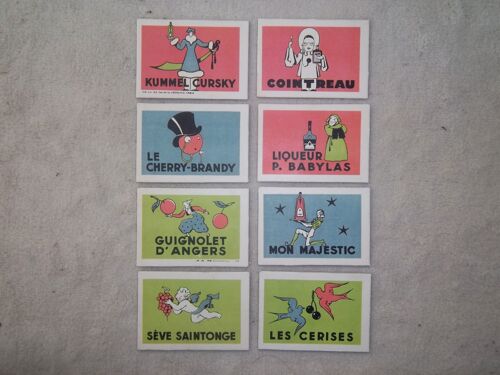 KUMMEL CURSKY
COINTREAU
LE
CHERRY-BRANDY
LIQUEUR
P. BABYLAS
GUIGNOLET
D'ANGERS
MON MAJESTIC
SÈVE SAINTONGE
LES CERISES